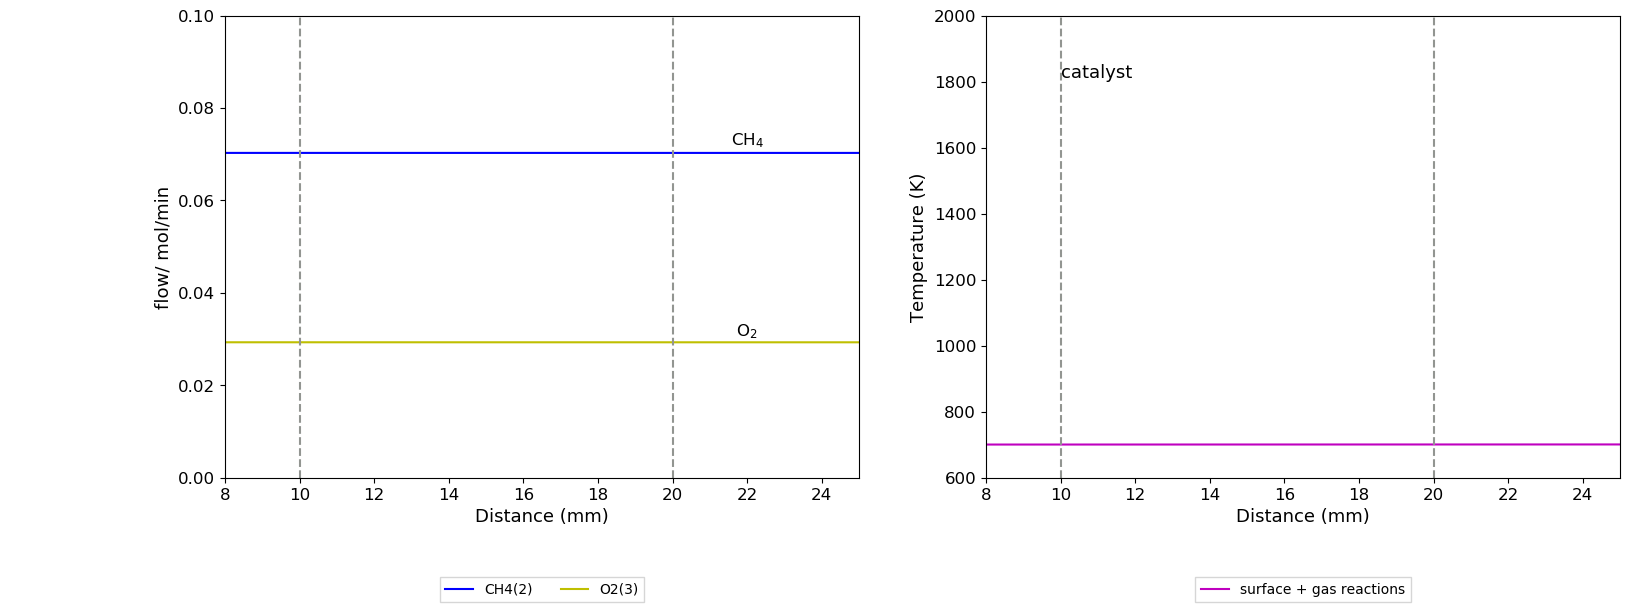 0.10
0.08
0.06
0.04
0.02
0.00
flow/ mol/min
CH4
O2
8 10 12 14 16 18 20 22 24
Distance (mm)
CH4(2) O2(3)
2000
1800
1600
1400
1200
1000
800
600
Temperature (K)
catalyst
8 10 12 14 16 18 20 22 24
Distance (mm)
surface + gas reactions